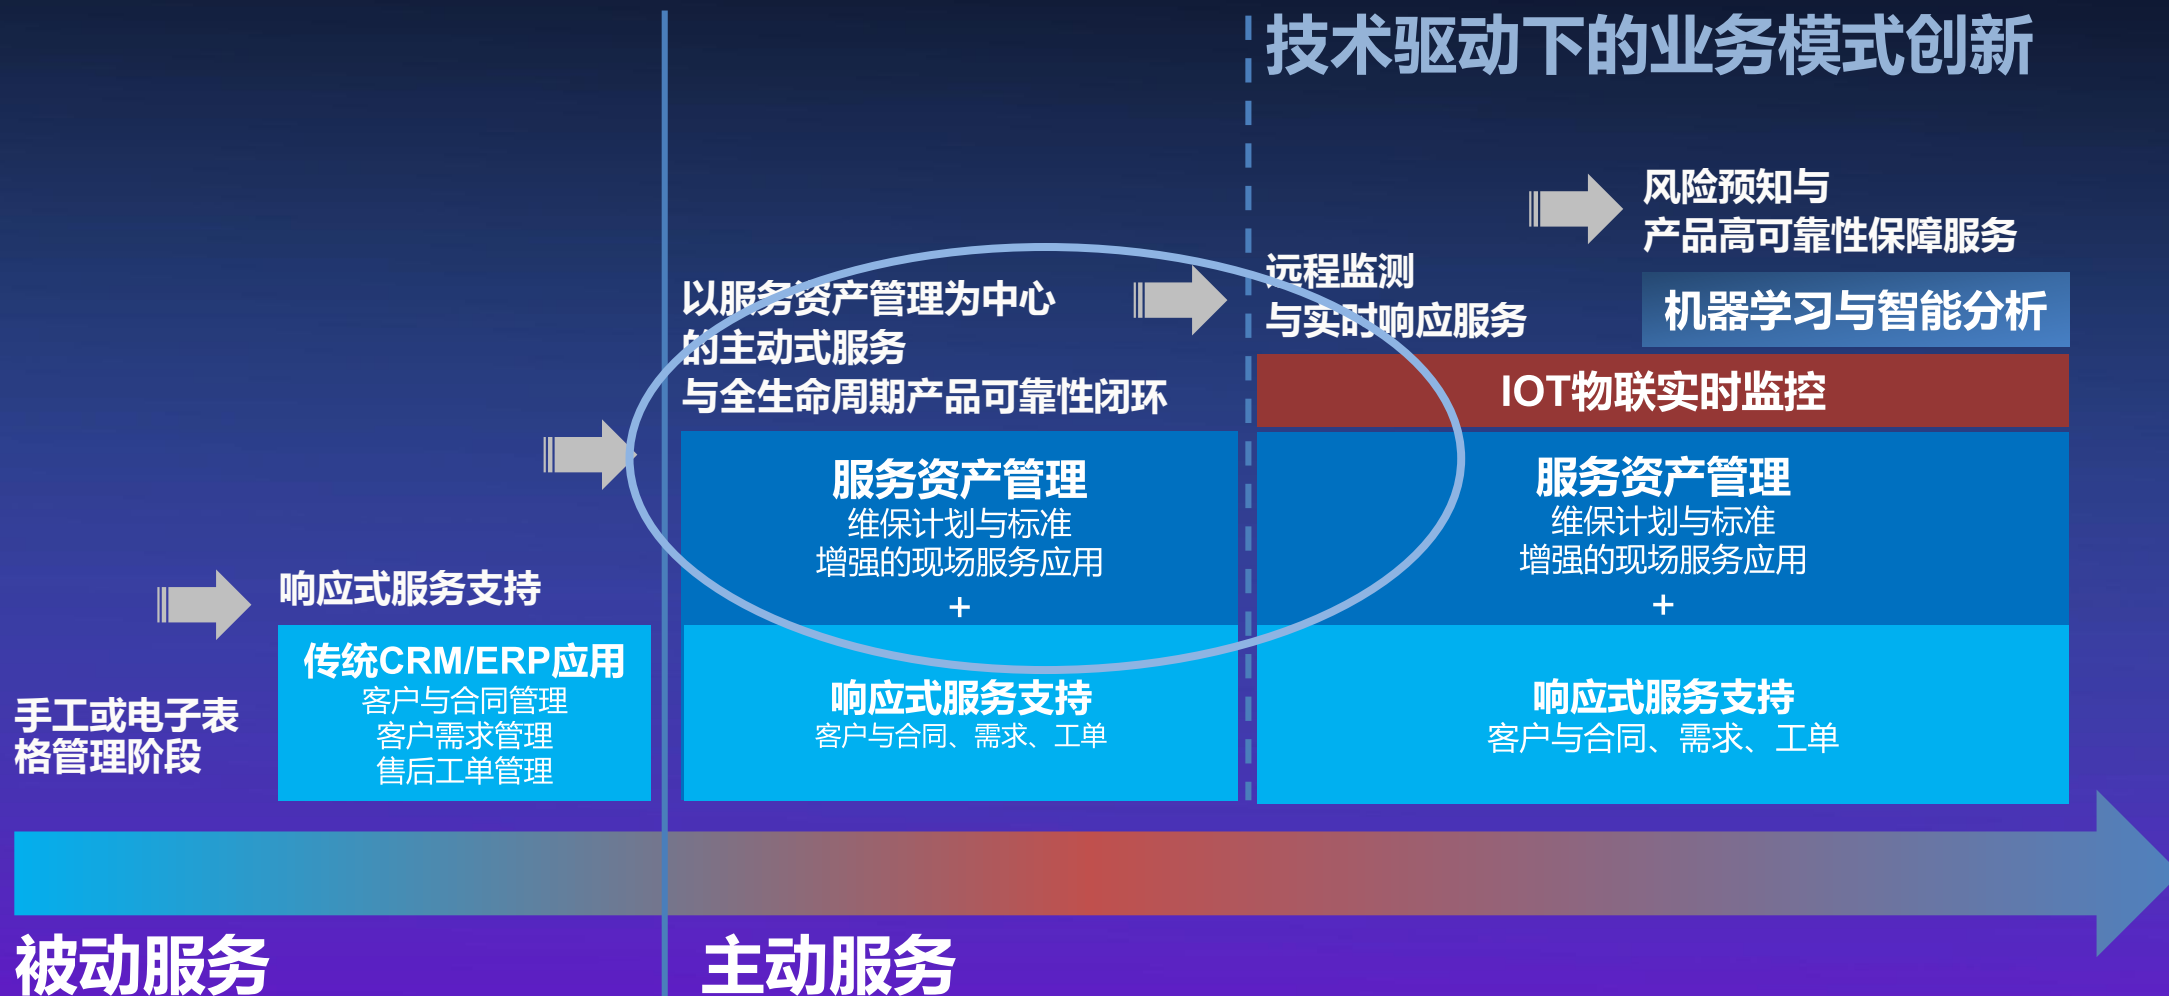 技术驱动下的业务模式创新
风险预知与
产品高可靠性保障服务
机器学习与智能分析
远程监测
与实时响应服务
IOT物联实时监控
服务资产管理
维保计划与标准
增强的现场服务应用
+
响应式服务支持
客户与合同、需求、工单
以服务资产管理为中心
的主动式服务
与全生命周期产品可靠性闭环
服务资产管理
维保计划与标准
增强的现场服务应用
+
响应式服务支持
客户与合同、需求、工单
响应式服务支持
传统CRM/ERP应用
客户与合同管理
客户需求管理
售后工单管理
手工或电子表
格管理阶段
被动服务
主动服务